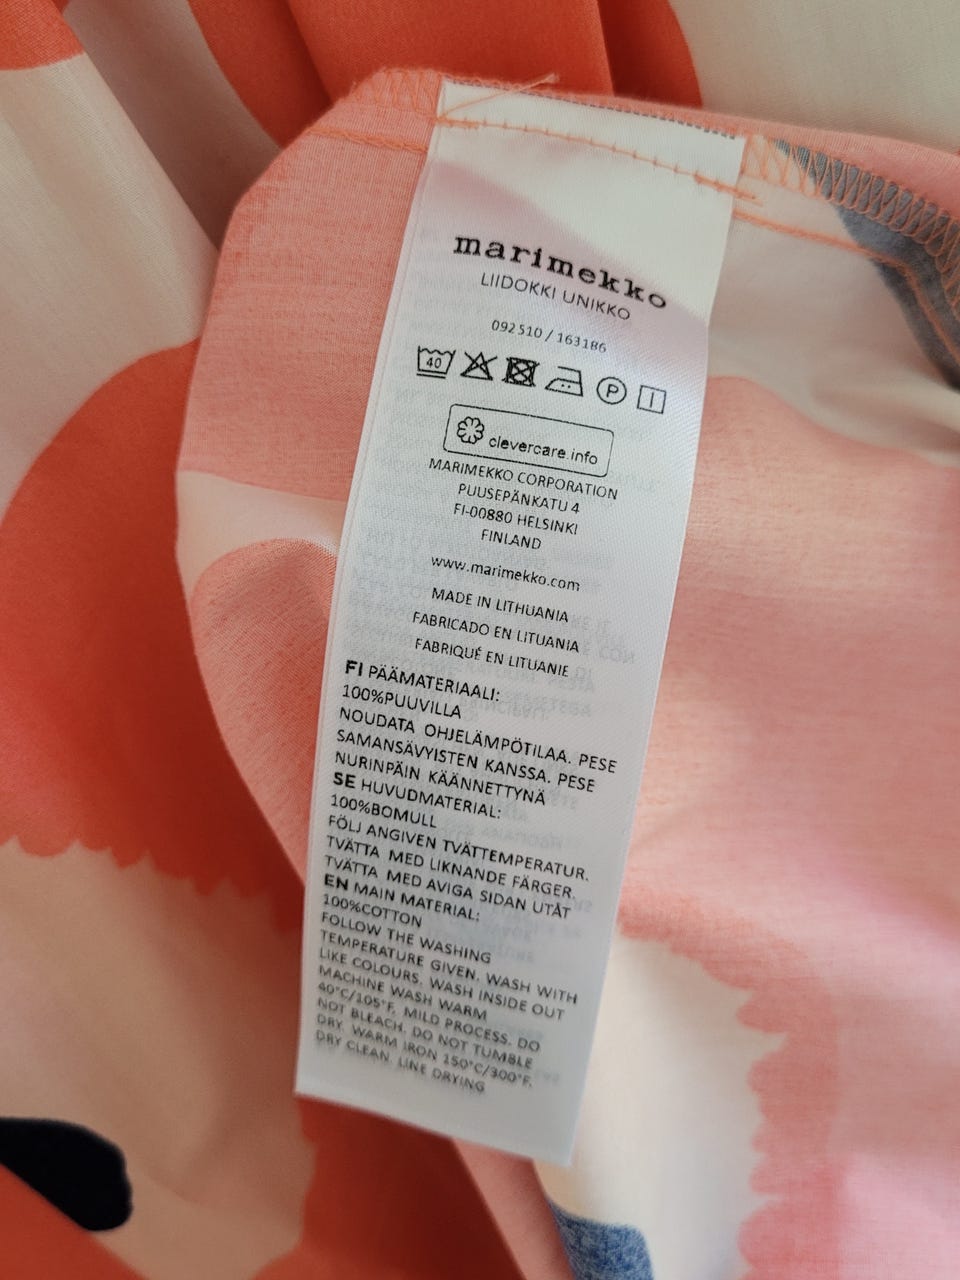 marimekko
LIIDOKKI UNIKKO
092510 / 163186
40 P
clevercare.info
MARIMEKKO CORPORATION
PUUSEPÄNKATU 4
FI-00880 HELSINKI
FINLAND
www.marimekko.com
MADE IN LITHUANIA
FABRICADO EN LITUANIA
FABRIQUÉ EN LITUANIE
FI PÄÄMATERIAALI:
100%PUUVILLA
NOUDATA OHJELÄMPÖTILAA. PESE
SAMANSÄVYISTEN KANSSA. PESE
NURINPÄIN KÄÄNNETTYNÄ
SE HUVUDMATERIAL:
100%BOMULL
FÖLJ ANGIVEN TVÄTTEMPERATUR.
TVÄTTA MED LIKNANDE FÄRGER.
TVÄTTA MED AVIGA SIDAN UTÅT
EN MAIN MATERIAL:
100%COTTON
FOLLOW THE WASHING
TEMPERATURE GIVEN. WASH WITH
LIKE COLOURS. WASH INSIDE OUT
MACHINE WASH WARM
40°C/105°F. MILD PROCESS. DO
NOT BLEACH. DO NOT TUMBLE
DRY. WARM IRON 150°C/300°F.
DRY CLEAN. LINE DRYING